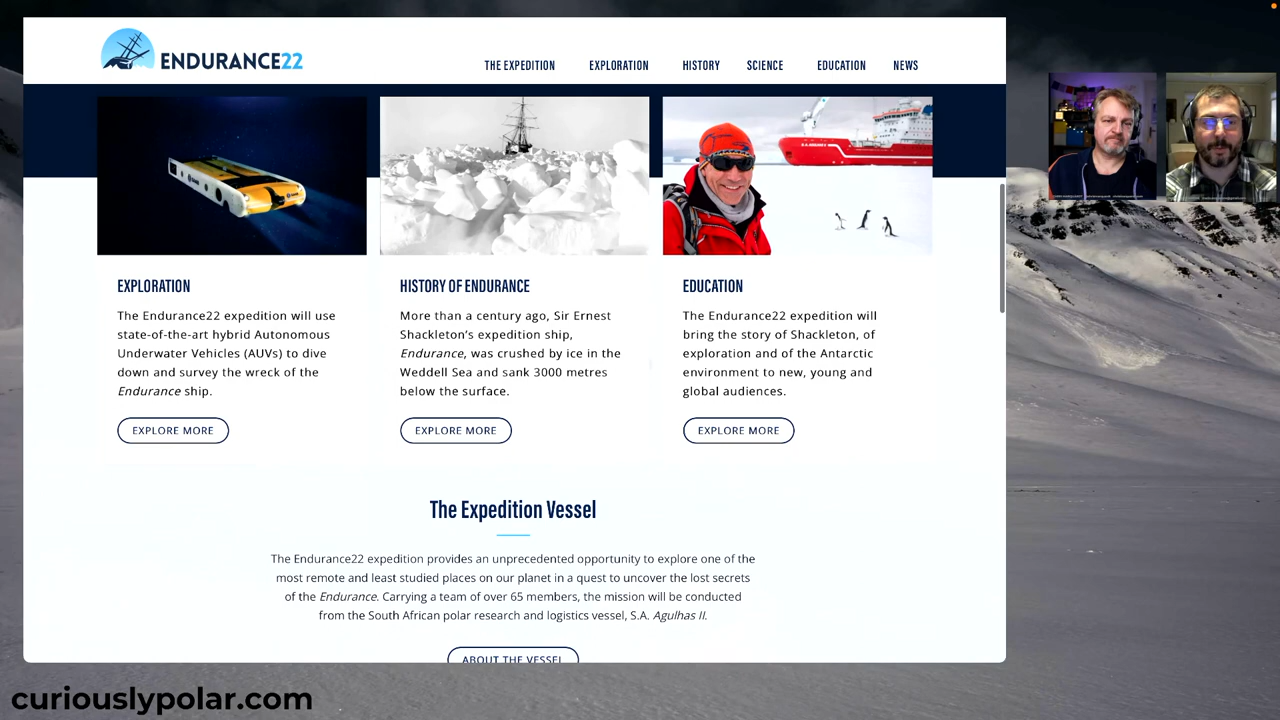 ENDURANCE22
THE EXPEDITION EXPLORATION HISTORY SCIENCE EDUCATION NEWS
EXPLORATION
The Endurance22 expedition will use
state-of-the-art hybrid Autonomous
Underwater Vehicles (AUVs) to dive
down and survey the wreck of the
Endurance ship.
EXPLORE MORE
HISTORY OF ENDURANCE
More than a century ago, Sir Ernest
Shackleton's expedition ship,
Endurance, was crushed by ice in the
Weddell Sea and sank 3000 metres
below the surface.
EXPLORE MORE
EDUCATION
The Endurance22 expedition will
bring the story of Shackleton, of
exploration and of the Antarctic
environment to new, young and
global audiences.
EXPLORE MORE
The Expedition Vessel
The Endurance22 expedition provides an unprecedented opportunity to explore one of the
most remote and least studied places on our planet in a quest to uncover the lost secrets
of the Endurance. Carrying a team of over 65 members, the mission will be conducted
from the South African polar research and logistics vessel, S.A. Agulhas II.
ABOUT THE VESSEL
curiouslypolar.com